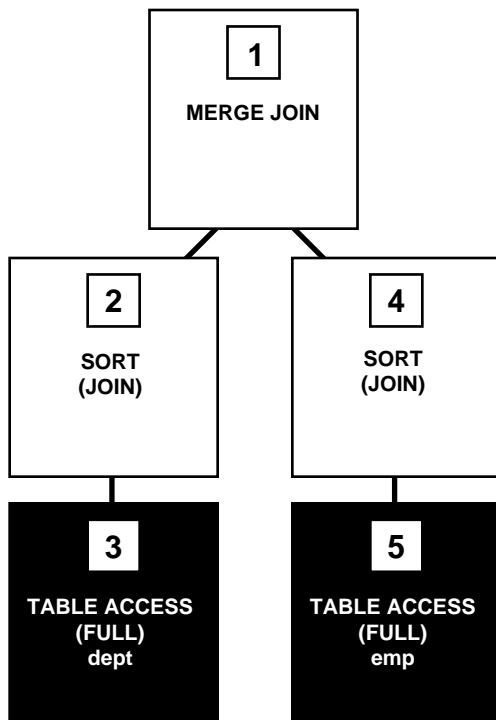 1
MERGE JOIN
2
SORT
(JOIN)
4
SORT
(JOIN)
3
TABLE ACCESS
(FULL)
dept
5
TABLE ACCESS
(FULL)
emp